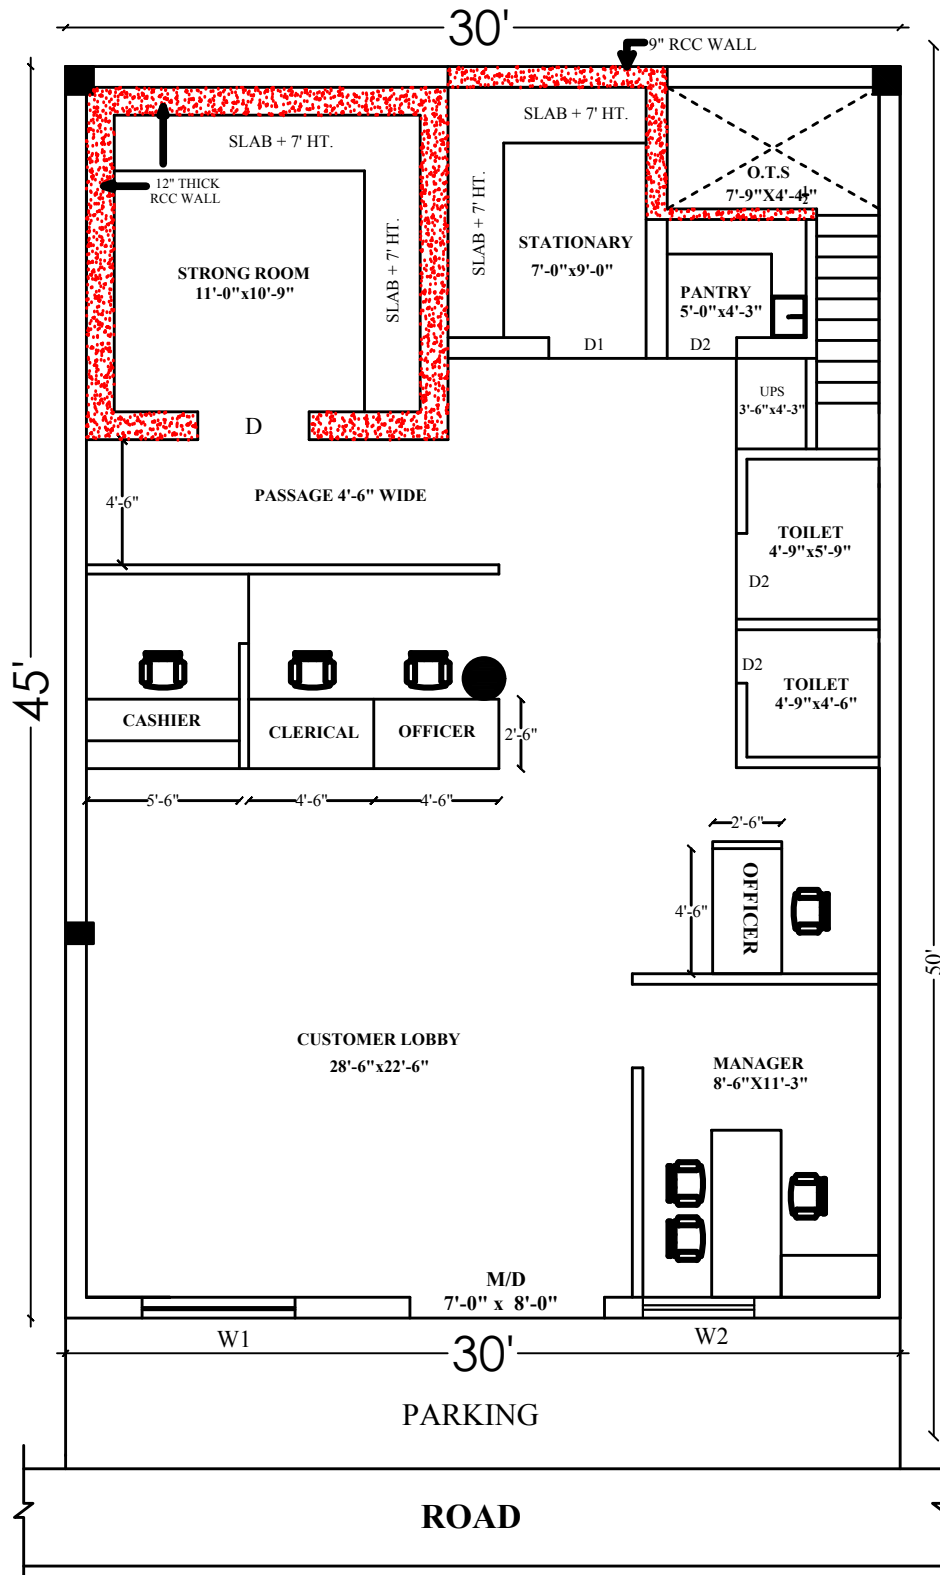 30'
9" RCC WALL
SLAB + 7' HT.
SLAB + 7' HT.
12" THICK
RCC WALL
O.T.S
7'-9"X4'-4½"
SLAB + 7' HT.
SLAB + 7' HT.
STRONG ROOM
11'-0"x10'-9"
STATIONARY
7'-0"x9'-0"
PANTRY
5'-0"x4'-3"
D1
D2
UPS
3'-6"x4'-3"
D
4'-6"
PASSAGE 4'-6" WIDE
TOILET
4'-9"x5'-9"
D2
D2
TOILET
4'-9"x4'-6"
45'
CASHIER
CLERICAL
OFFICER
2'-6"
5'-6"
4'-6"
4'-6"
2'-6"
4'-6"
OFFICER
50'
CUSTOMER LOBBY
28'-6"x22'-6"
MANAGER
8'-6"X11'-3"
M/D
7'-0" x 8'-0"
W1
W2
30'
PARKING
ROAD